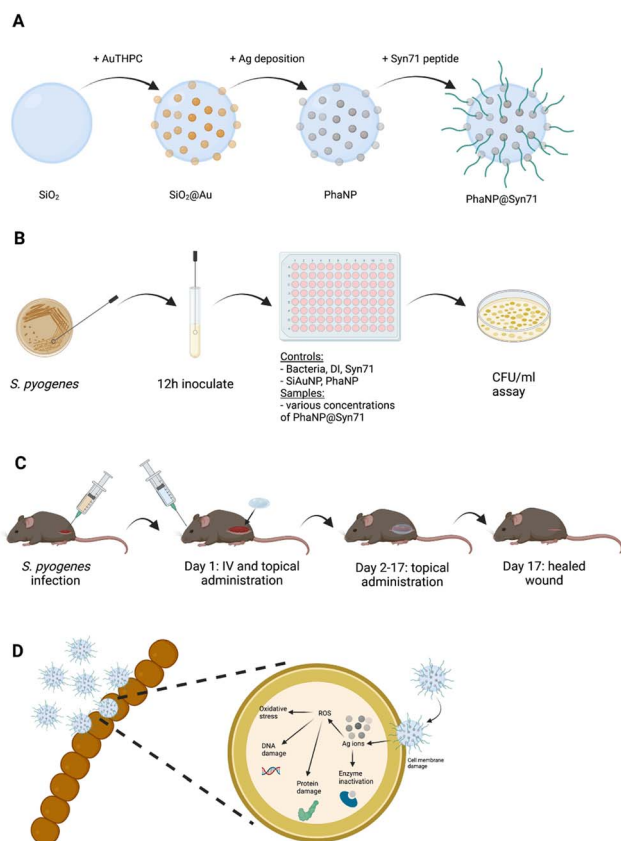 A
+ AuTHPC
+ Ag deposition
+ Syn71 peptide
SiO₂
SiO₂@Au
PhaNP
PhaNP@Syn71
B
S. pyogenes
12h inoculate
Controls:
- Bacteria, DI, Syn71
- SiAuNP, PhaNP
Samples:
- various concentrations
of PhaNP@Syn71
CFU/ml
assay
C
S. pyogenes
infection
Day 1: IV and topical
administration
Day 2-17: topical
administration
Day 17: healed
wound
D
Oxidative
stress
ROS
Ag ions
DNA
damage
Protein
damage
Enzyme
inactivation
Cell membrane
damage